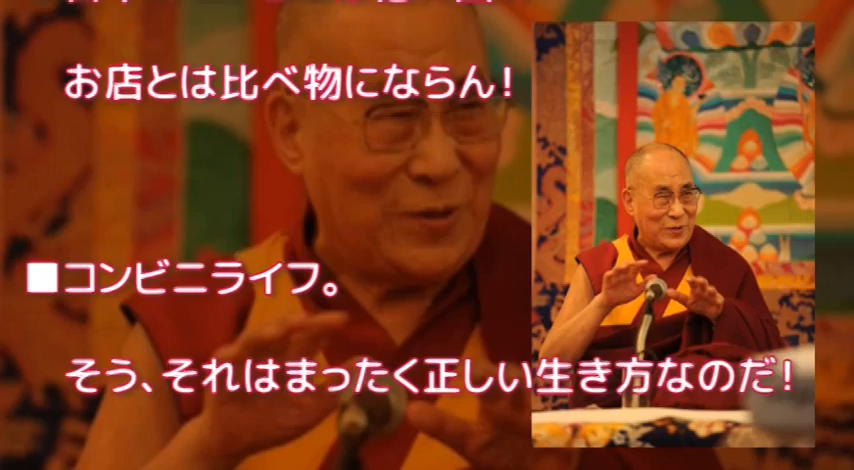 お店とは比べ物にならん！
■コンビニライフ。
そう、それはまったく正しい生き方なのだ！